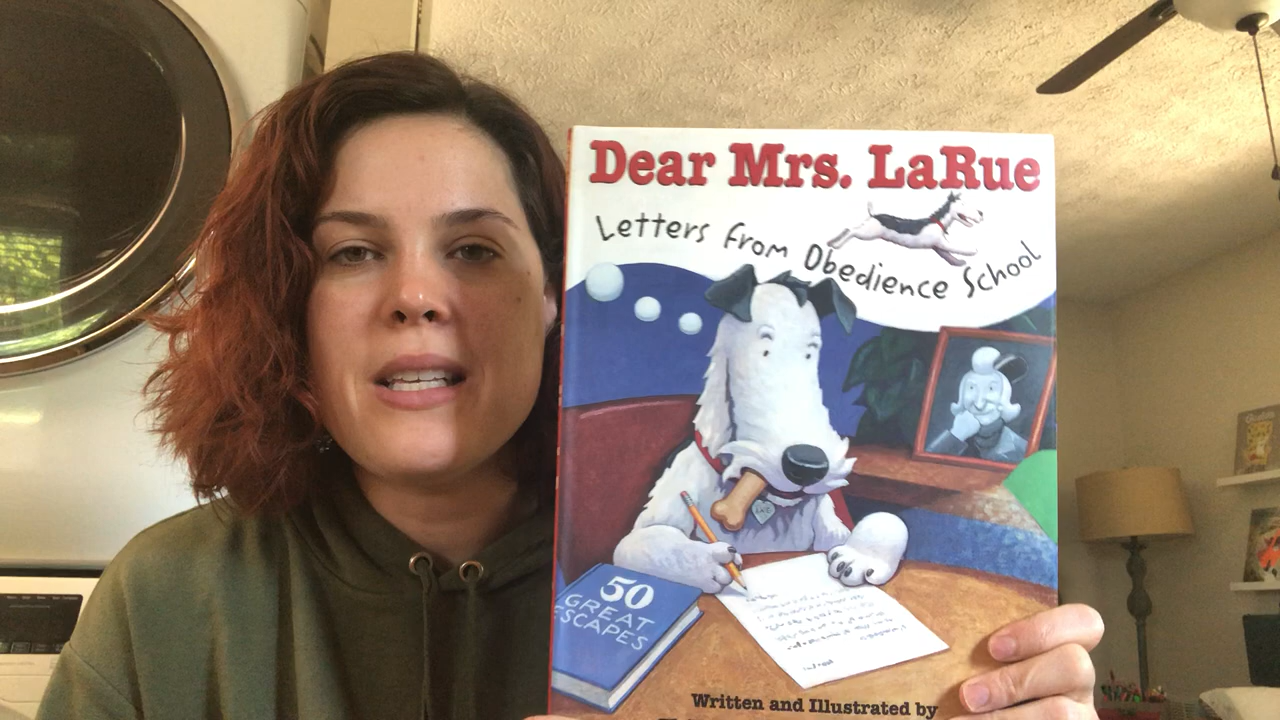 Dear Mrs. LaRue
Letters from Obedience School
50
GREAT
ESCAPES
Written and Illustrated by